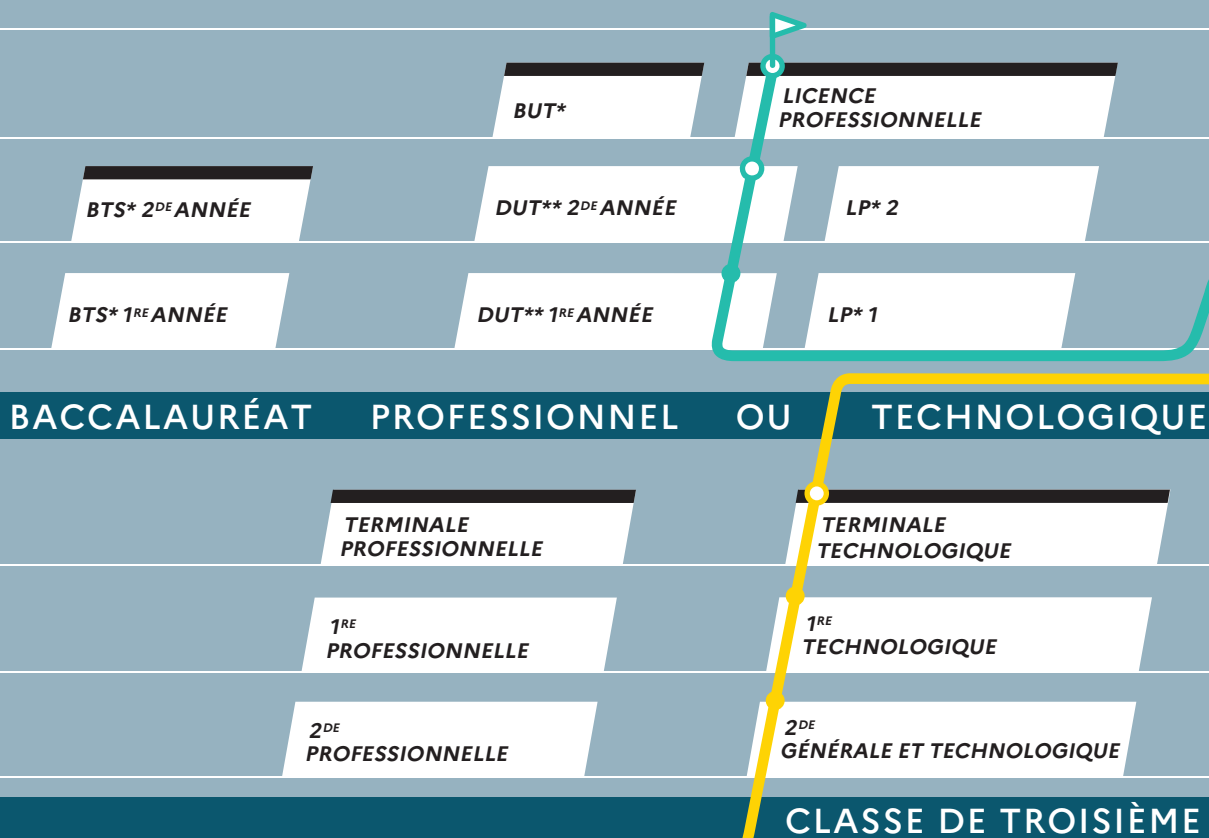 BUT*
LICENCE
PROFESSIONNELLE
BTS* 2DE ANNÉE
DUT** 2DE ANNÉE
LP* 2
BTS* 1RE ANNÉE
DUT** 1RE ANNÉE
LP* 1
BACCALAURÉAT PROFESSIONNEL OU TECHNOLOGIQUE
TERMINALE
PROFESSIONNELLE
TERMINALE
TECHNOLOGIQUE
1RE
PROFESSIONNELLE
1RE
TECHNOLOGIQUE
2DE
PROFESSIONNELLE
2DE
GÉNÉRALE ET TECHNOLOGIQUE
CLASSE DE TROISIÈME